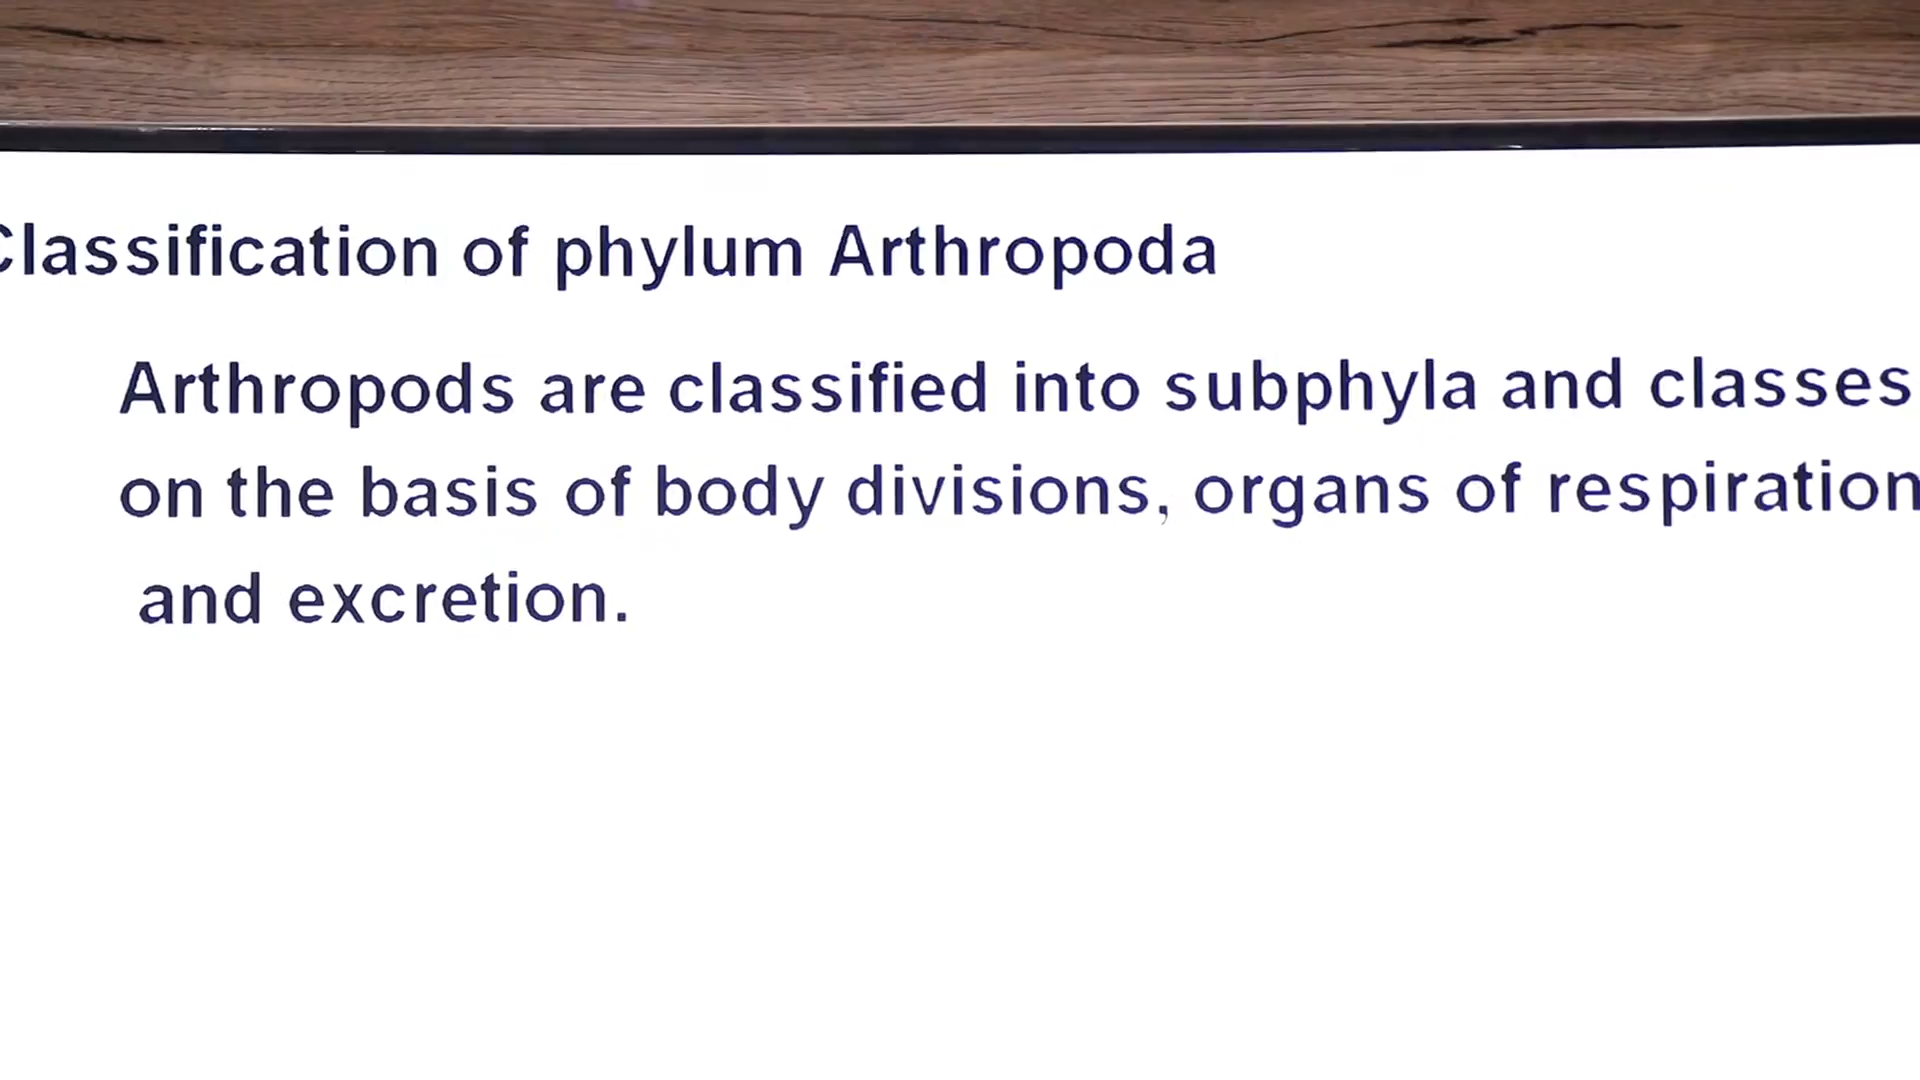 Classification of phylum Arthropoda
Arthropods are classified into subphyla and classes
on the basis of body divisions, organs of respiration
and excretion.